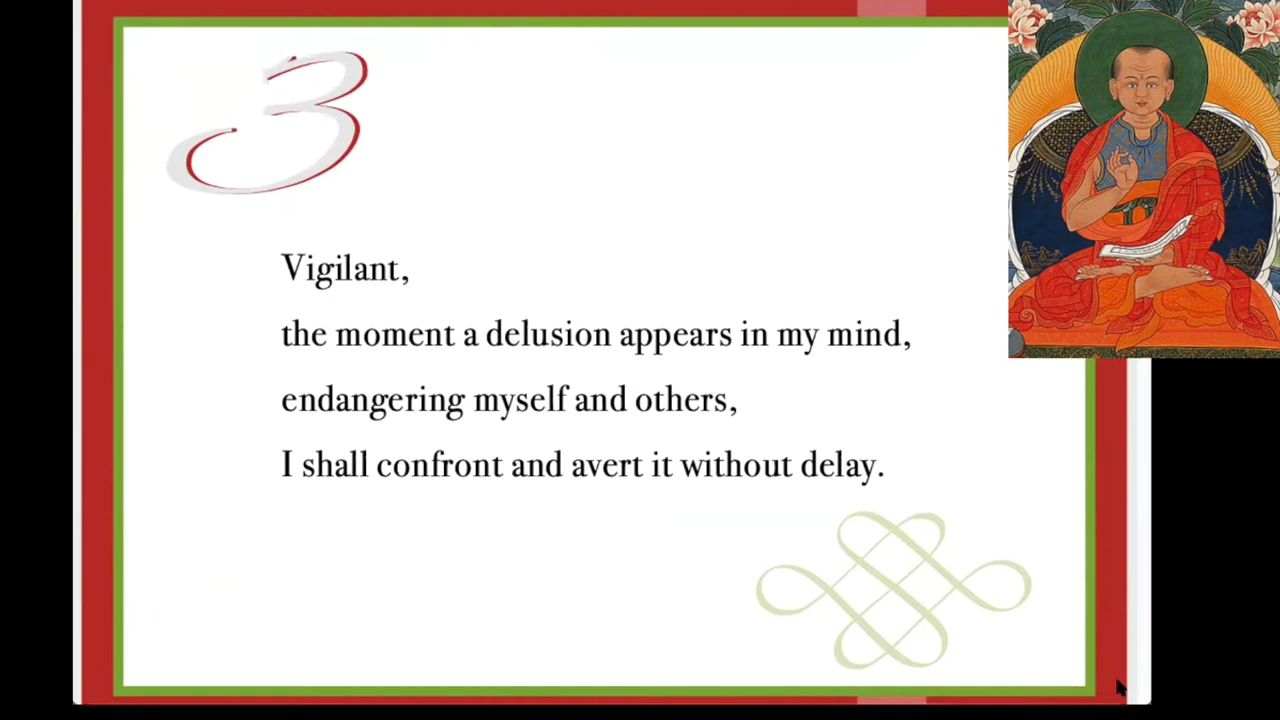 3
Vigilant,
the moment a delusion appears in my mind,
endangering myself and others,
I shall confront and avert it without delay.